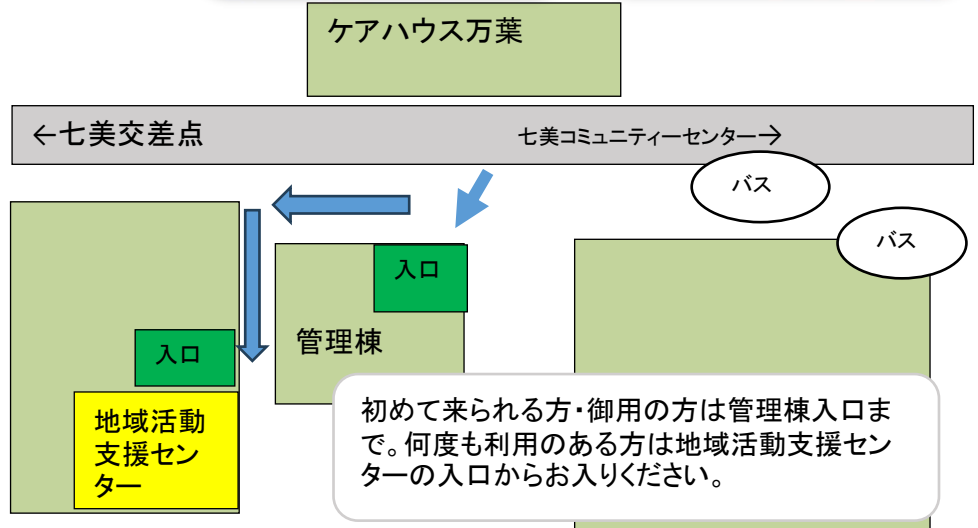 ケアハウス万葉
←七美交差点
七美コミュニティーセンター→
バス
バス
入口
管理棟
入口
地域活動
支援セン
ター
初めて来られる方・御用の方は管理棟入口ま
で。何度も利用のある方は地域活動支援セン
ターの入口からお入りください。